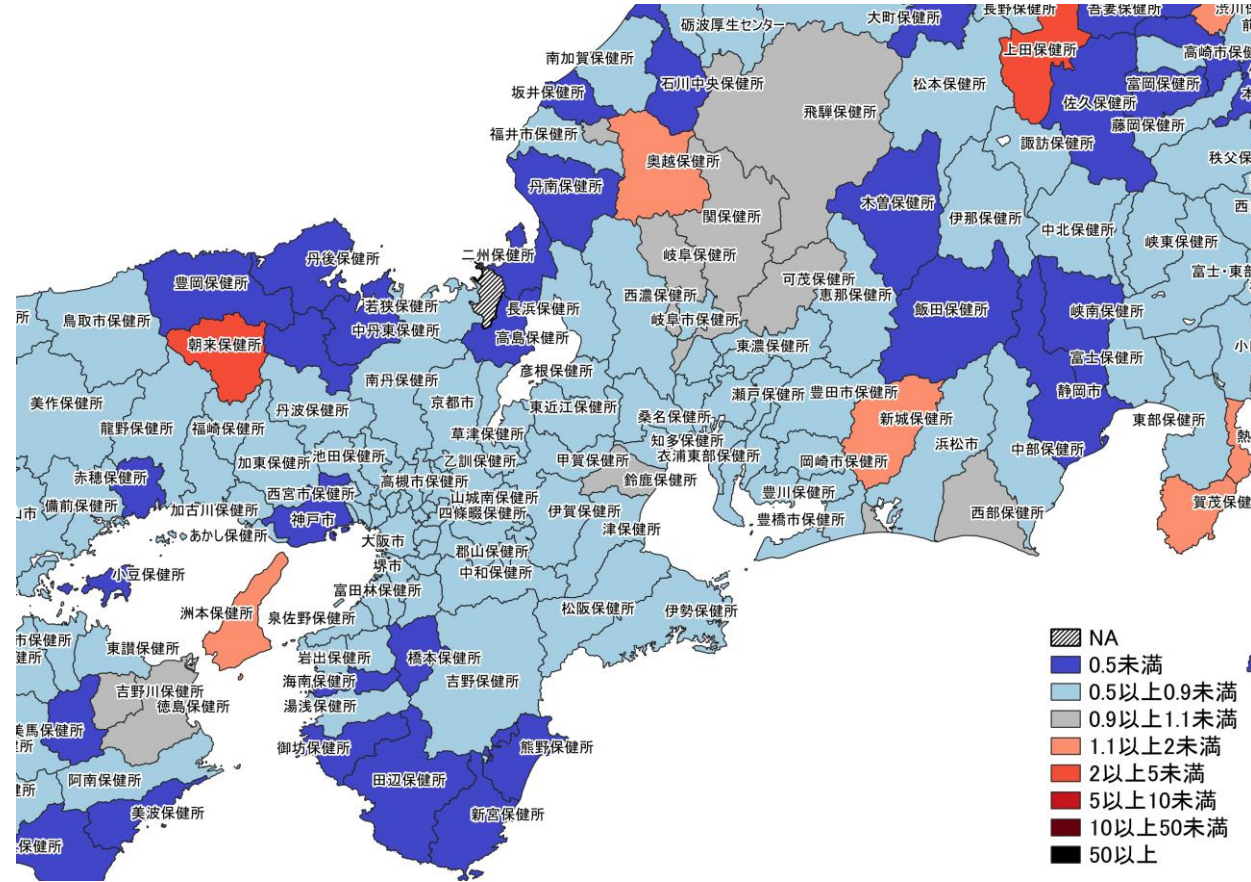 砺波厚生センター
大町保健所
長野保健所
吾妻保健所
渋川保
前
南加賀保健所
上田保健所
高崎市保健
坂井保健所
石川中央保健所
松本保健所
富岡保健所
佐久保健所
本
飛騨保健所
福井市保健所
藤岡保健所
諏訪保健所
奥越保健所
秩父保
丹南保健所
木曽保健所
関保健所
伊那保健所
中北保健所
西
峡東保健所
二州保健所
丹後保健所
岐阜保健所
富士・東部
豊岡保健所
可茂保健所
若狭保健所
西濃保健所
恵那保健所
長浜保健所
飯田保健所
峡南保健所
所
鳥取市保健所
岐阜市保健所
中丹東保健所
高島保健所
朝来保健所
東濃保健所
富士保健所
小
彦根保健所
南丹保健所
瀬戸保健所
豊田市保健所
静岡市
美作保健所
京都市
丹波保健所
東近江保健所
桑名保健所
新城保健所
東部保健所
龍野保健所
福崎保健所
草津保健所
知多保健所
浜松市
熱
池田保健所
加東保健所
乙訓保健所
甲賀保健所
衣浦東部保健所
中部保健所
岡崎市保健所
赤穂保健所
高槻市保健所
鈴鹿保健所
西宮市保健所
豊川保健所
山城南保健所
賀茂保健
備前保健所
加古川保健所
四條畷保健所
伊賀保健所
西部保健所
山市
神戸市
豊橋市保健所
津保健所
あかし保健所
大阪市
郡山保健所
堺市
中和保健所
小豆保健所
富田林保健所
洲本保健所
泉佐野保健所
松阪保健所
伊勢保健所
市保健所
健所
東讃保健所
岩出保健所
橋本保健所
吉野保健所
海南保健所
吉野川保健所
徳島保健所
湯浅保健所
美馬保健所
所
御坊保健所
熊野保健所
阿南保健所
健所
田辺保健所
美波保健所
新宮保健所
保健所
NA
0.5未満
0.5以上0.9未満
0.9以上1.1未満
1.1以上2未満
2以上5未満
5以上10未満
10以上50未満
50以上